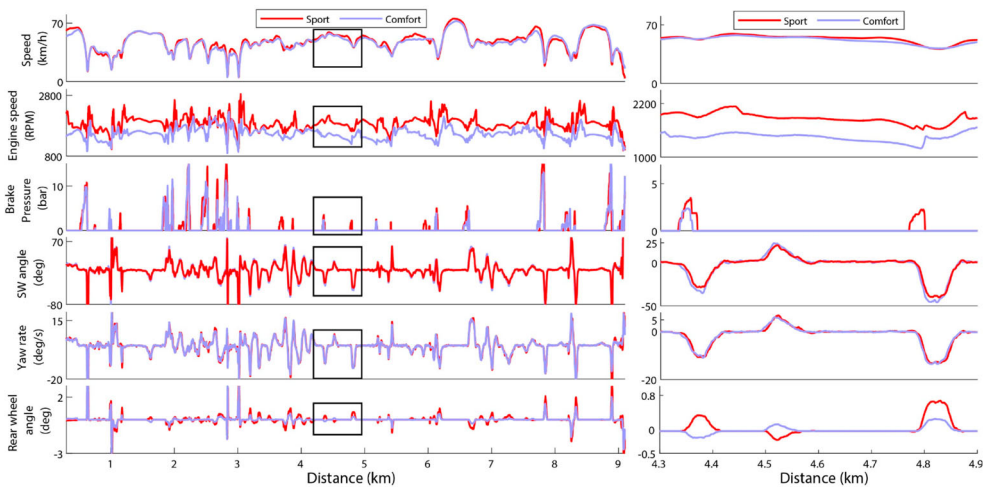 Sport Comfort
Speed
(km/h)
70
0
Engine speed
(RPM)
2800
800
Brake
Pressure
(bar)
10
0
SW angle
(deg)
70
-80
Yaw rate
(deg/s)
15
-20
Rear wheel
angle
(deg)
2
-3
1 2 3 4 5 6 7 8 9
Distance (km)
Sport Comfort
70
0
2200
1000
5
0
25
-50
5
-20
0.8
0
-0.5
4.3 4.4 4.5 4.6 4.7 4.8 4.9
Distance (km)